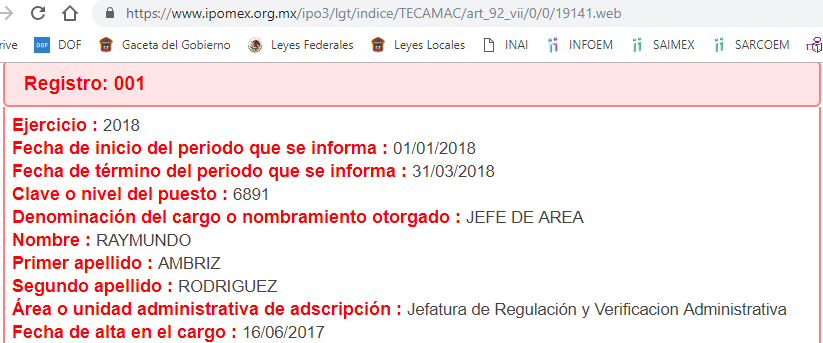 https://www.ipomex.org.mx/ipo3/lgt/indice/TECAMAC/art_92_vii/0/0/19141.web
rive DOF DOF Gaceta del Gobierno Leyes Federales Leyes Locales INAI INFOEM SAIMEX SARCOEM
Registro: 001
Ejercicio : 2018
Fecha de inicio del periodo que se informa : 01/01/2018
Fecha de término del periodo que se informa : 31/03/2018
Clave o nivel del puesto : 6891
Denominación del cargo o nombramiento otorgado : JEFE DE AREA
Nombre : RAYMUNDO
Primer apellido : AMBRIZ
Segundo apellido : RODRIGUEZ
Área o unidad administrativa de adscripción : Jefatura de Regulación y Verificacion Administrativa
Fecha de alta en el cargo : 16/06/2017